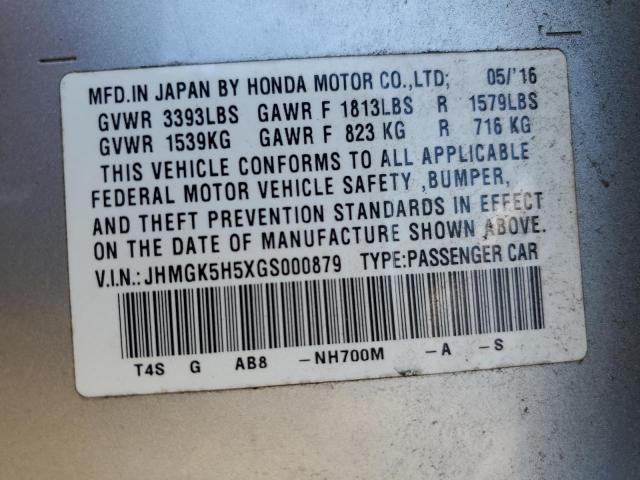 MFD.IN JAPAN BY HONDA MOTOR CO.,LTD; 05/'16
GVWR 3393LBS GAWR F 1813LBS R 1579LBS
GVWR 1539KG GAWR F 823 KG R 716 KG
THIS VEHICLE CONFORMS TO ALL APPLICABLE
FEDERAL MOTOR VEHICLE SAFETY ,BUMPER,
AND THEFT PREVENTION STANDARDS IN EFFECT
ON THE DATE OF MANUFACTURE SHOWN ABOVE.
V.I.N.:JHMGK5H5XGS000879 TYPE:PASSENGER CAR
T4S G AB8 -NH700M -A -S